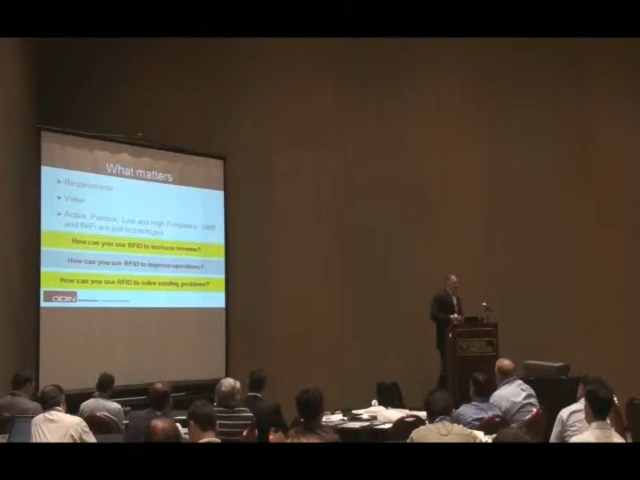 What matters
Requirements
Value
Active, Passive, Low and High Frequency, UWB
and WiFi are just technologies
How can you use RFID to increase revenue?
How can you use RFID to improve operations?
How can you use RFID to solve existing problems?
ODIN